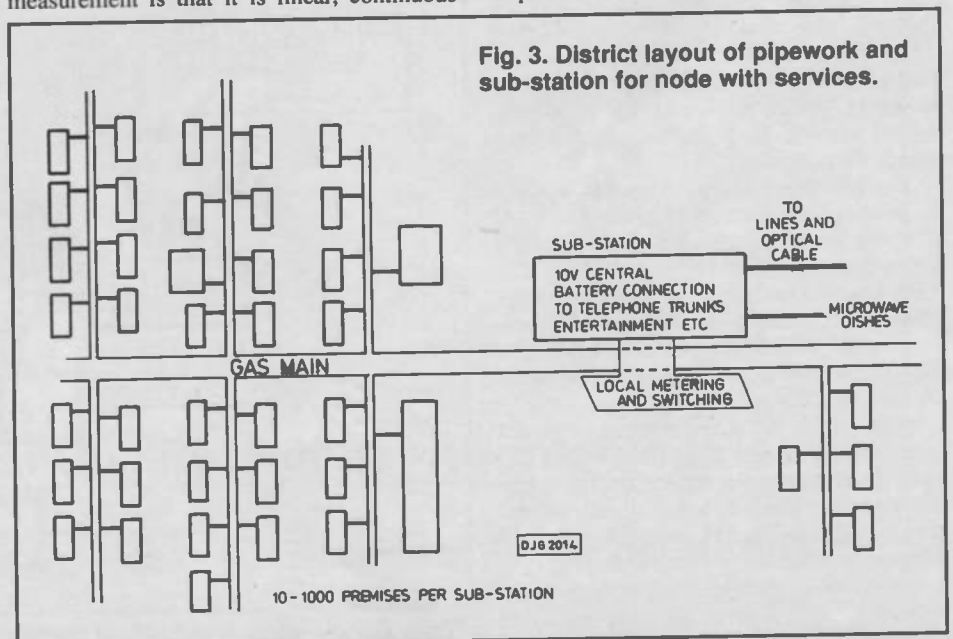 measurement is that it is linear, continuous
Fig. 3. District layout of pipework and
sub-station for node with services.
TO
LINES AND
OPTICAL
CABLE
SUB-STATION
10V CENTRAL
BATTERY CONNECTION
TO TELEPHONE TRUNKS
ENTERTAINMENT ETC
MICROWAVE
DISHES
GAS MAIN
LOCAL METERING
AND SWITCHING
DJG 2014
10-1000 PREMISES PER SUB-STATION